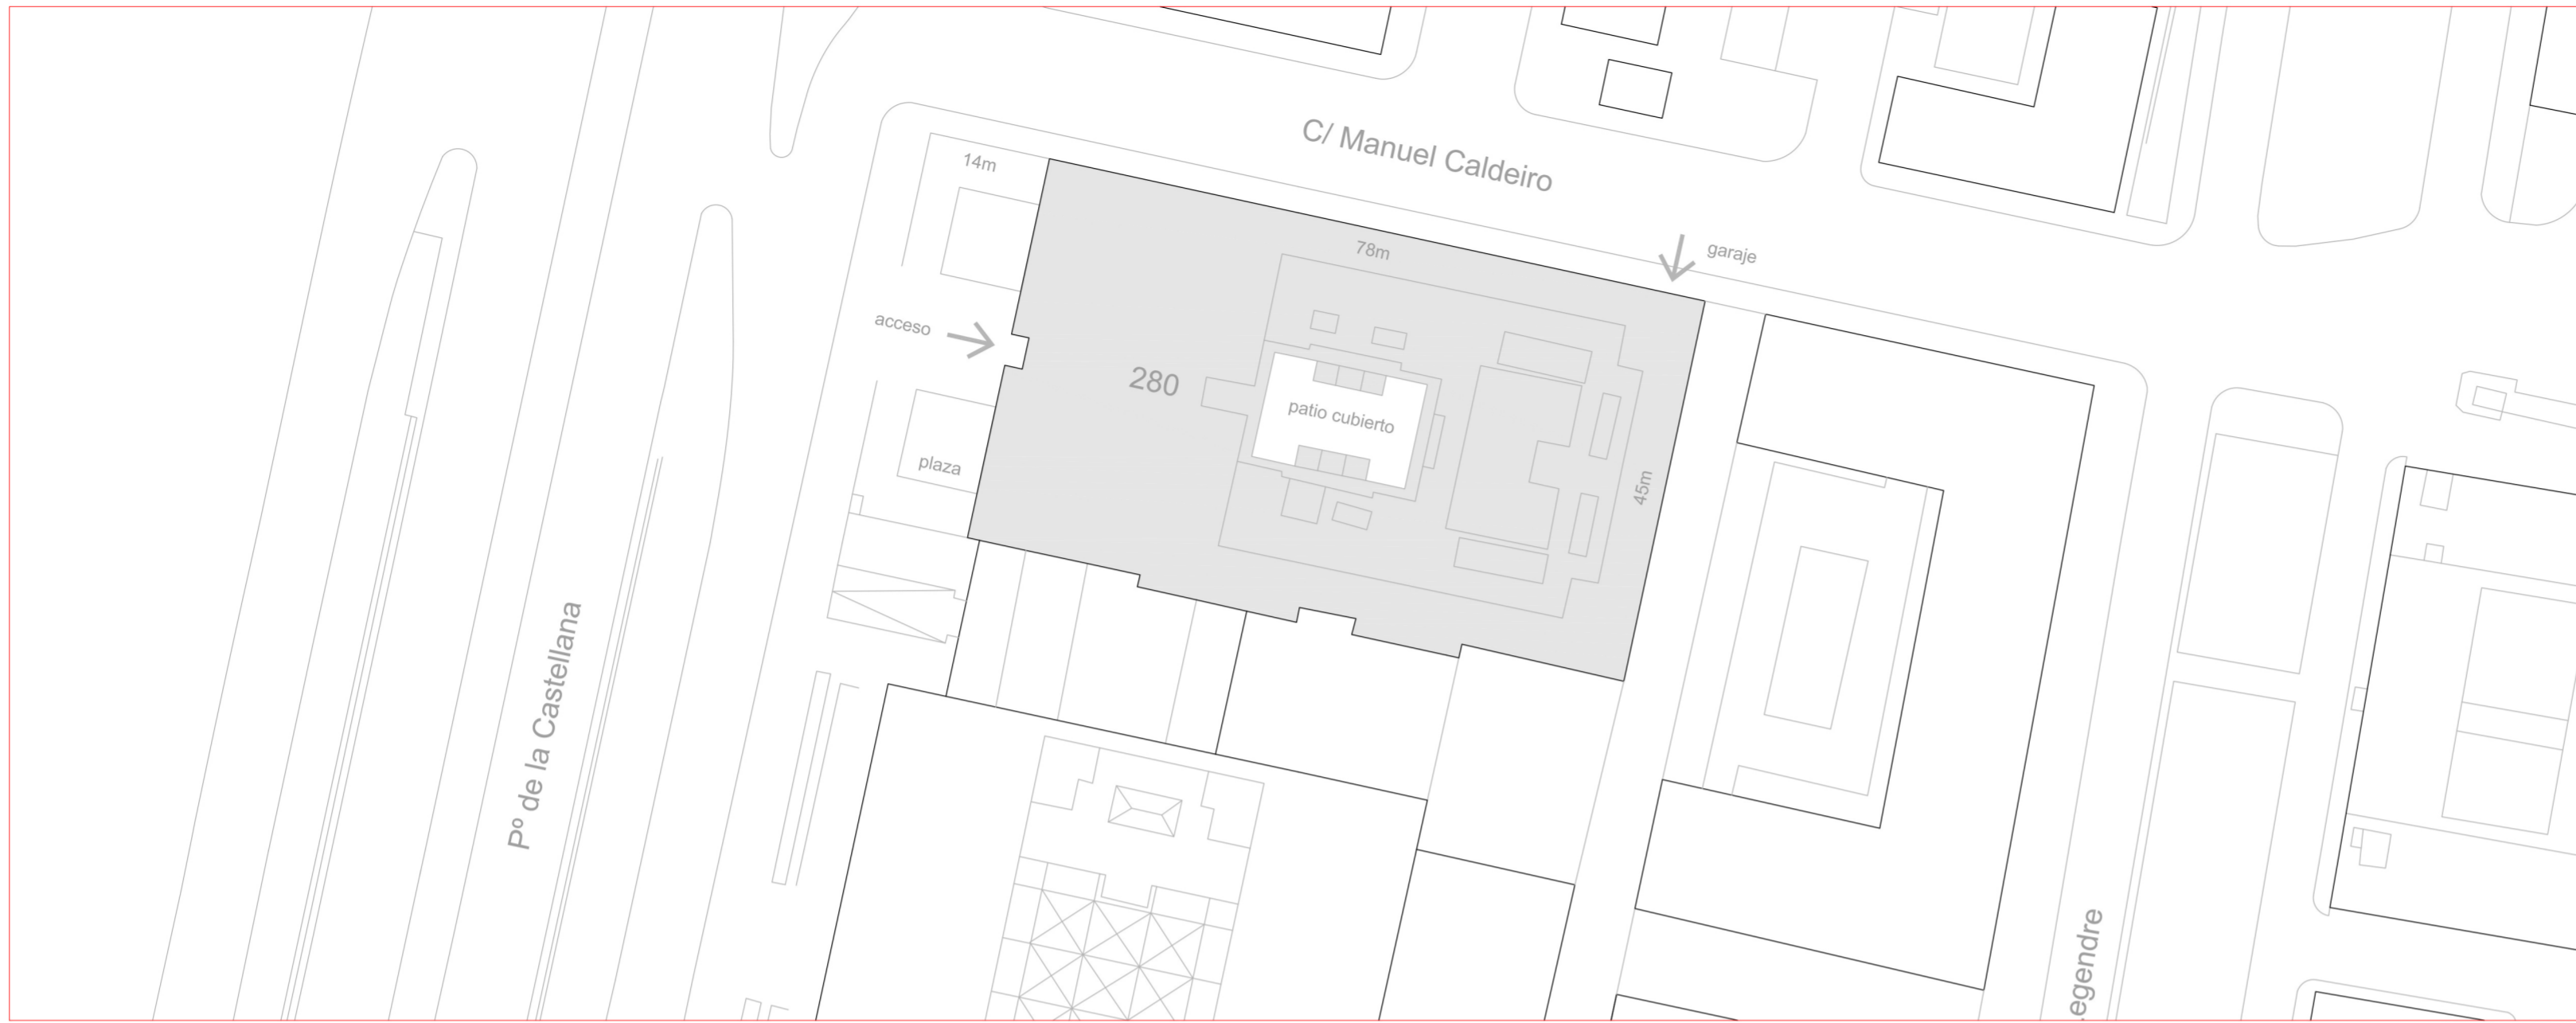 C/ Manuel Caldeiro
14m
78m
garaje
acceso
280
patio cubierto
plaza
45m
Pº de la Castellana
egendre